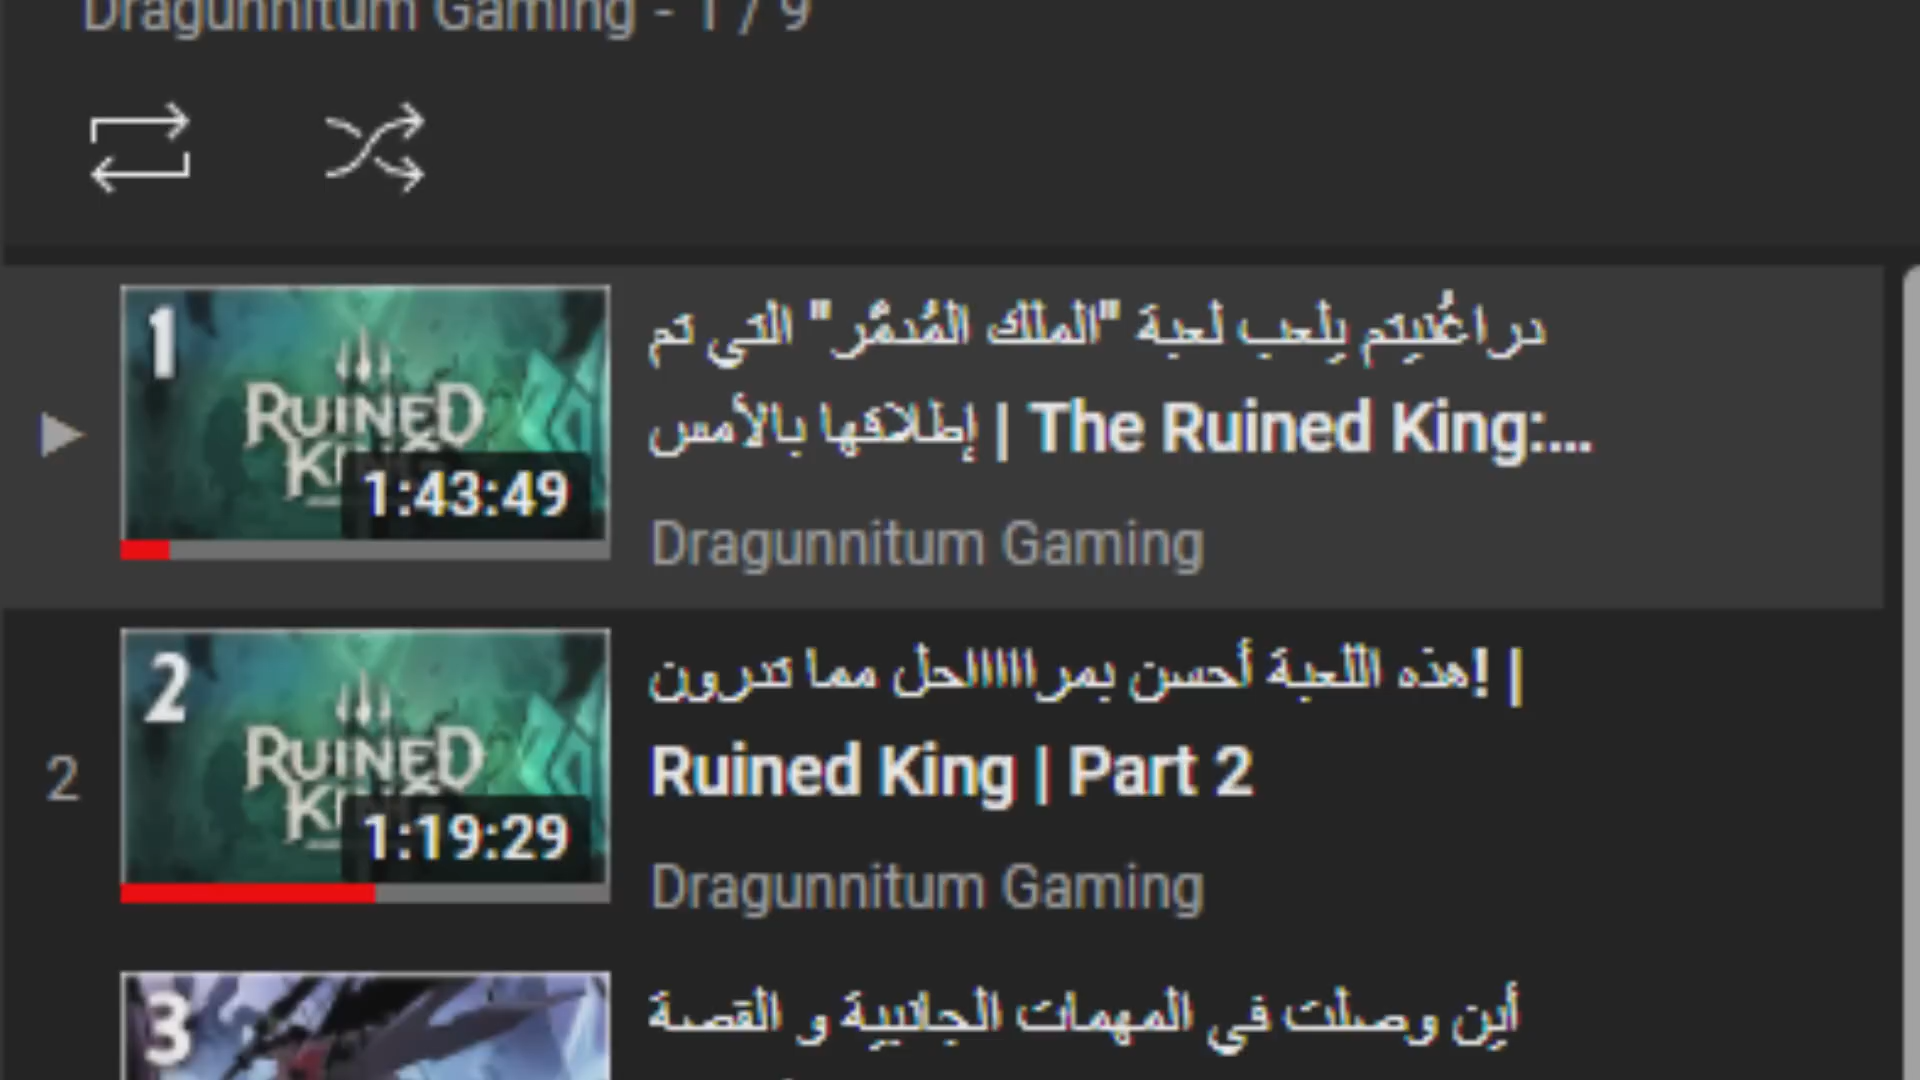 Dragunnitum Gaming - 1 / 9
1
RUINED
1:43:49
دراغُنيتم يلعب لعبة "الملك المُدمَّر" التي تم
إطلاقها بالأمس | The Ruined King:...
Dragunnitum Gaming
2
2
RUINED
1:19:29
هذه اللعبة أحسن بمراااااحل مما تدرون! |
Ruined King | Part 2
Dragunnitum Gaming
3
أين وصلت في المهمات الجانبية و القصة